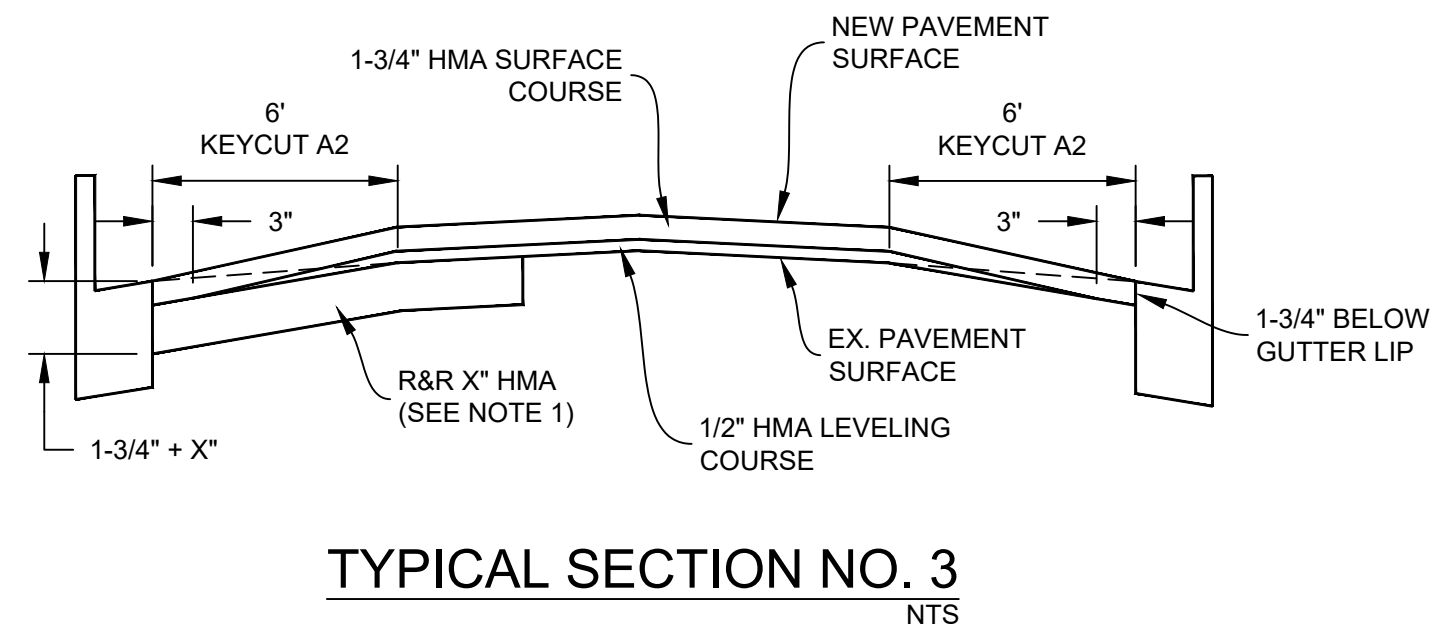 NEW PAVEMENT
SURFACE
1-3/4" HMA SURFACE
COURSE
6'
KEYCUT A2
6'
KEYCUT A2
3"
3"
1-3/4" BELOW
GUTTER LIP
EX. PAVEMENT
SURFACE
R&R X" HMA
(SEE NOTE 1)
1/2" HMA LEVELING
COURSE
1-3/4" + X"
TYPICAL SECTION NO. 3
NTS